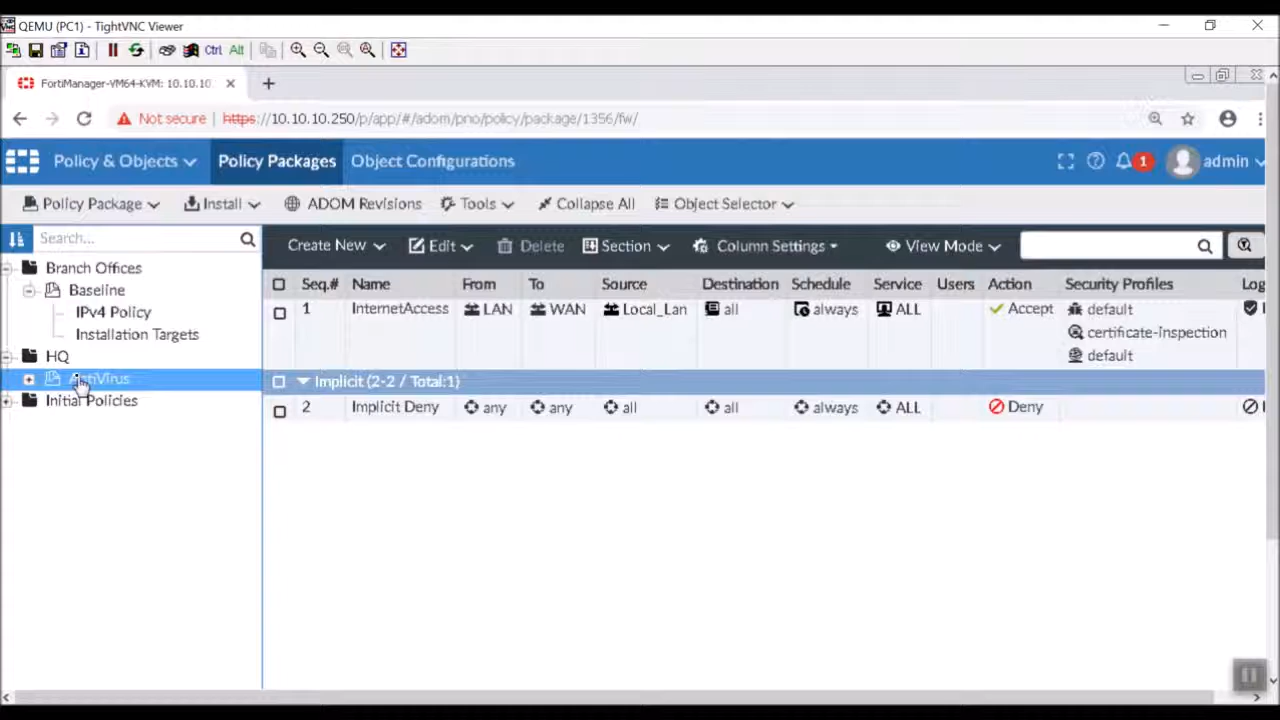 QEMU (PC1) - TightVNC Viewer
Ctrl Alt
FortiManager-VM64-KVM: 10.10.10
Not secure https://10.10.10.250/p/app/#/adom/pno/policy/package/1356/fw/
Policy & Objects Policy Packages Object Configurations 1 admin
Policy Package Install ADOM Revisions Tools Collapse All Object Selector
Search... Create New Edit Delete Section Column Settings View Mode
Branch Offices
Baseline
IPv4 Policy
Installation Targets
HQ
AntiVirus
Initial Policies
Seq.# Name From To Source Destination Schedule Service Users Action Security Profiles Log
1 InternetAccess LAN WAN Local_Lan all always ALL Accept default
certificate-inspection
default
Implicit (2-2 / Total:1)
2 Implicit Deny any any all all always ALL Deny